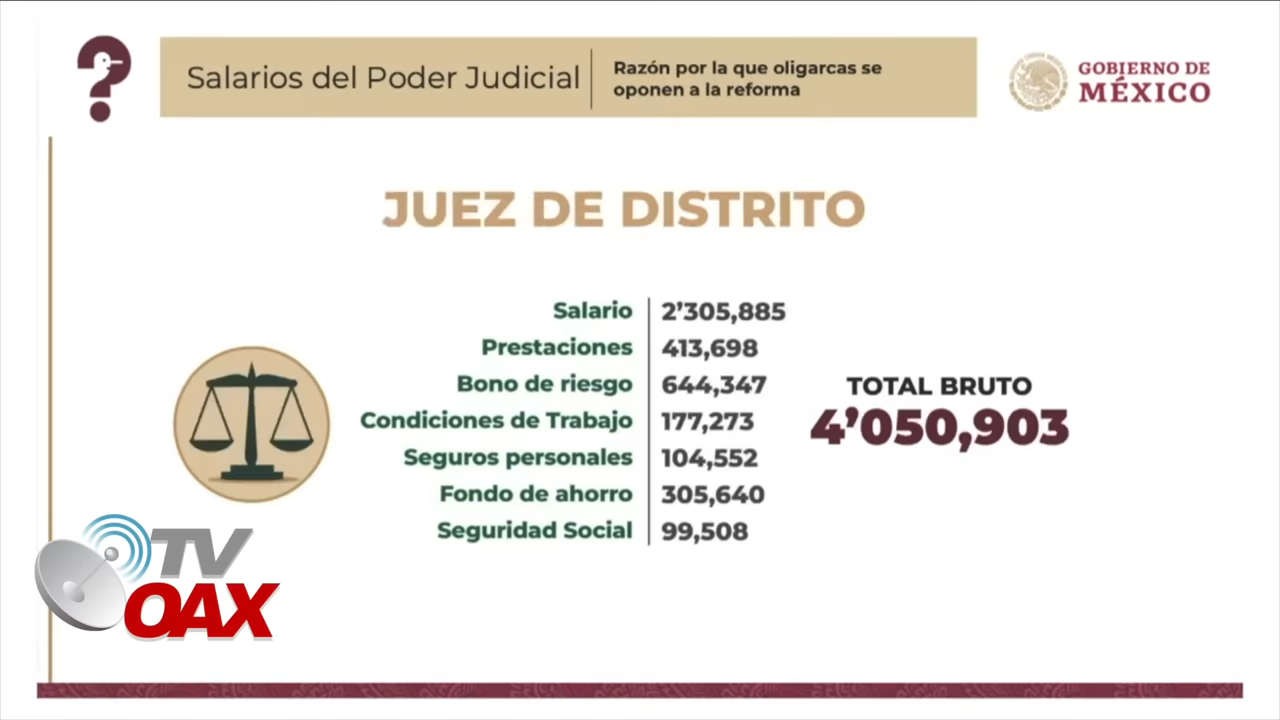 Salarios del Poder Judicial
Razón por la que oligarcas se
oponen a la reforma
GOBIERNO DE
MÉXICO
JUEZ DE DISTRITO
Salario 2’305,885
Prestaciones 413,698
Bono de riesgo 644,347
Condiciones de Trabajo 177,273
Seguros personales 104,552
Fondo de ahorro 305,640
Seguridad Social 99,508
TOTAL BRUTO
4’050,903
TV
OAX